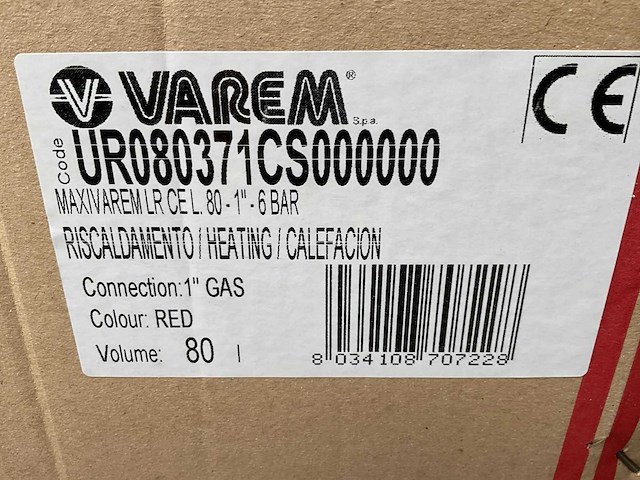 VAREM® S.p.a.
CE
Code UR080371CS000000
MAXIVAREM LR CE L. 80 - 1" - 6 BAR
RISCALDAMENTO / HEATING / CALEFACION
Connection:1" GAS
Colour: RED
Volume: 80 l
8 034108 707228